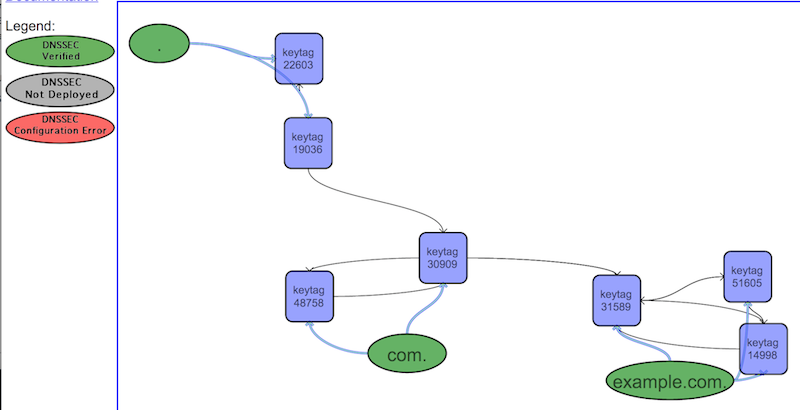 Documentation
Legend:
DNSSEC
Verified
DNSSEC
Not Deployed
DNSSEC
Configuration Error
.
keytag
22603
keytag
19036
keytag
30909
keytag
48758
com.
keytag
31589
keytag
51605
keytag
14998
example.com.